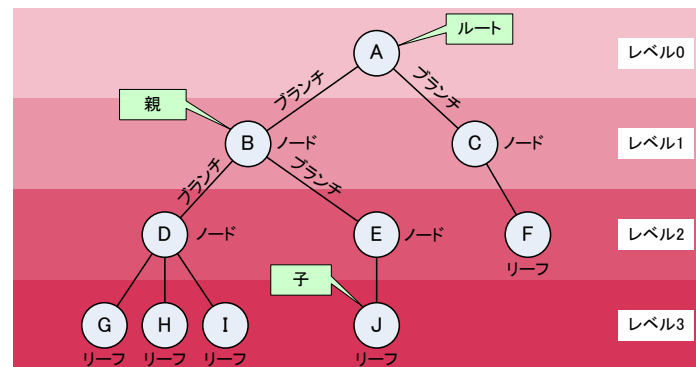 ルート
A
レベル0
ブランチ
ブランチ
親
B
ノード
C
ノード
レベル1
ブランチ
ブランチ
D
ノード
E
ノード
F
レベル2
リーフ
子
G
H
I
J
レベル3
リーフ
リーフ
リーフ
リーフ